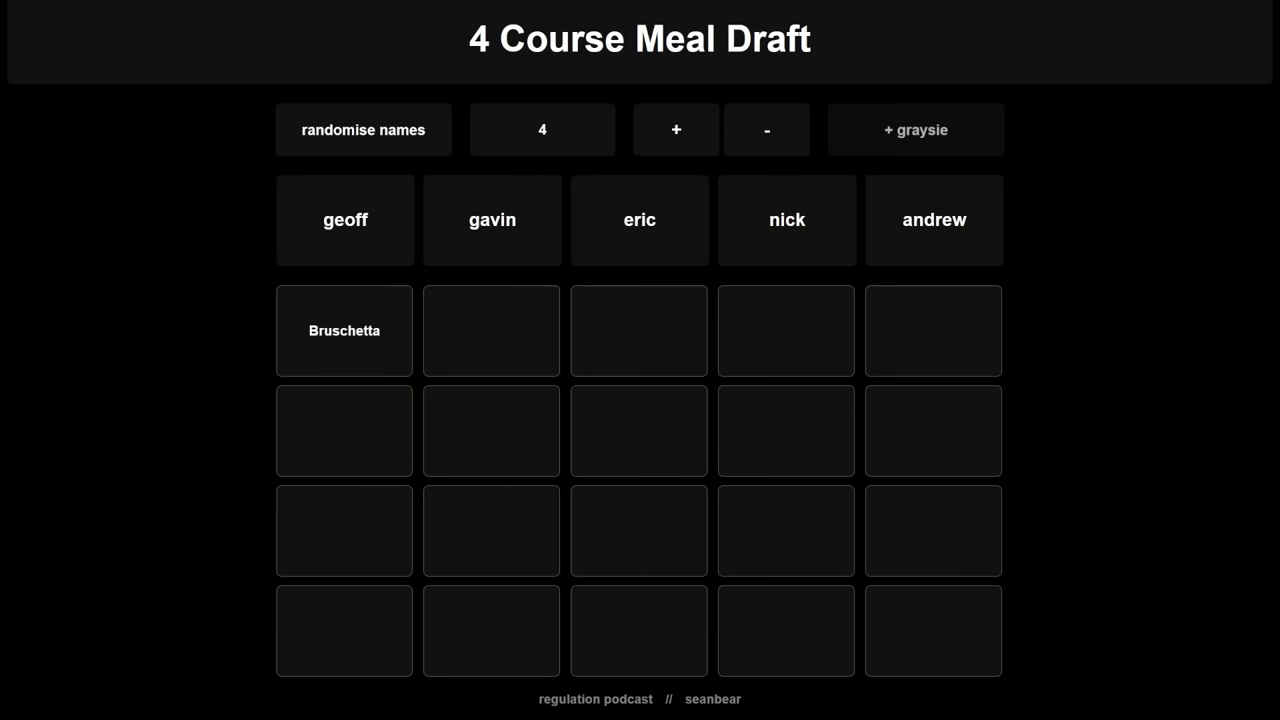 4 Course Meal Draft
randomise names 4 + - + graysie
geoff gavin eric nick andrew
Bruschetta
regulation podcast // seanbear